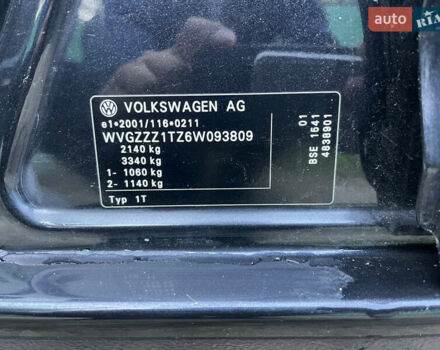 auto RIA
VOLKSWAGEN AG
e1*2001/116*0211
WVGZZZ1TZ6W093809
2140 kg
3340 kg
1- 1060 kg
2- 1140 kg
Typ 1T
01
BSE 1541
4838901